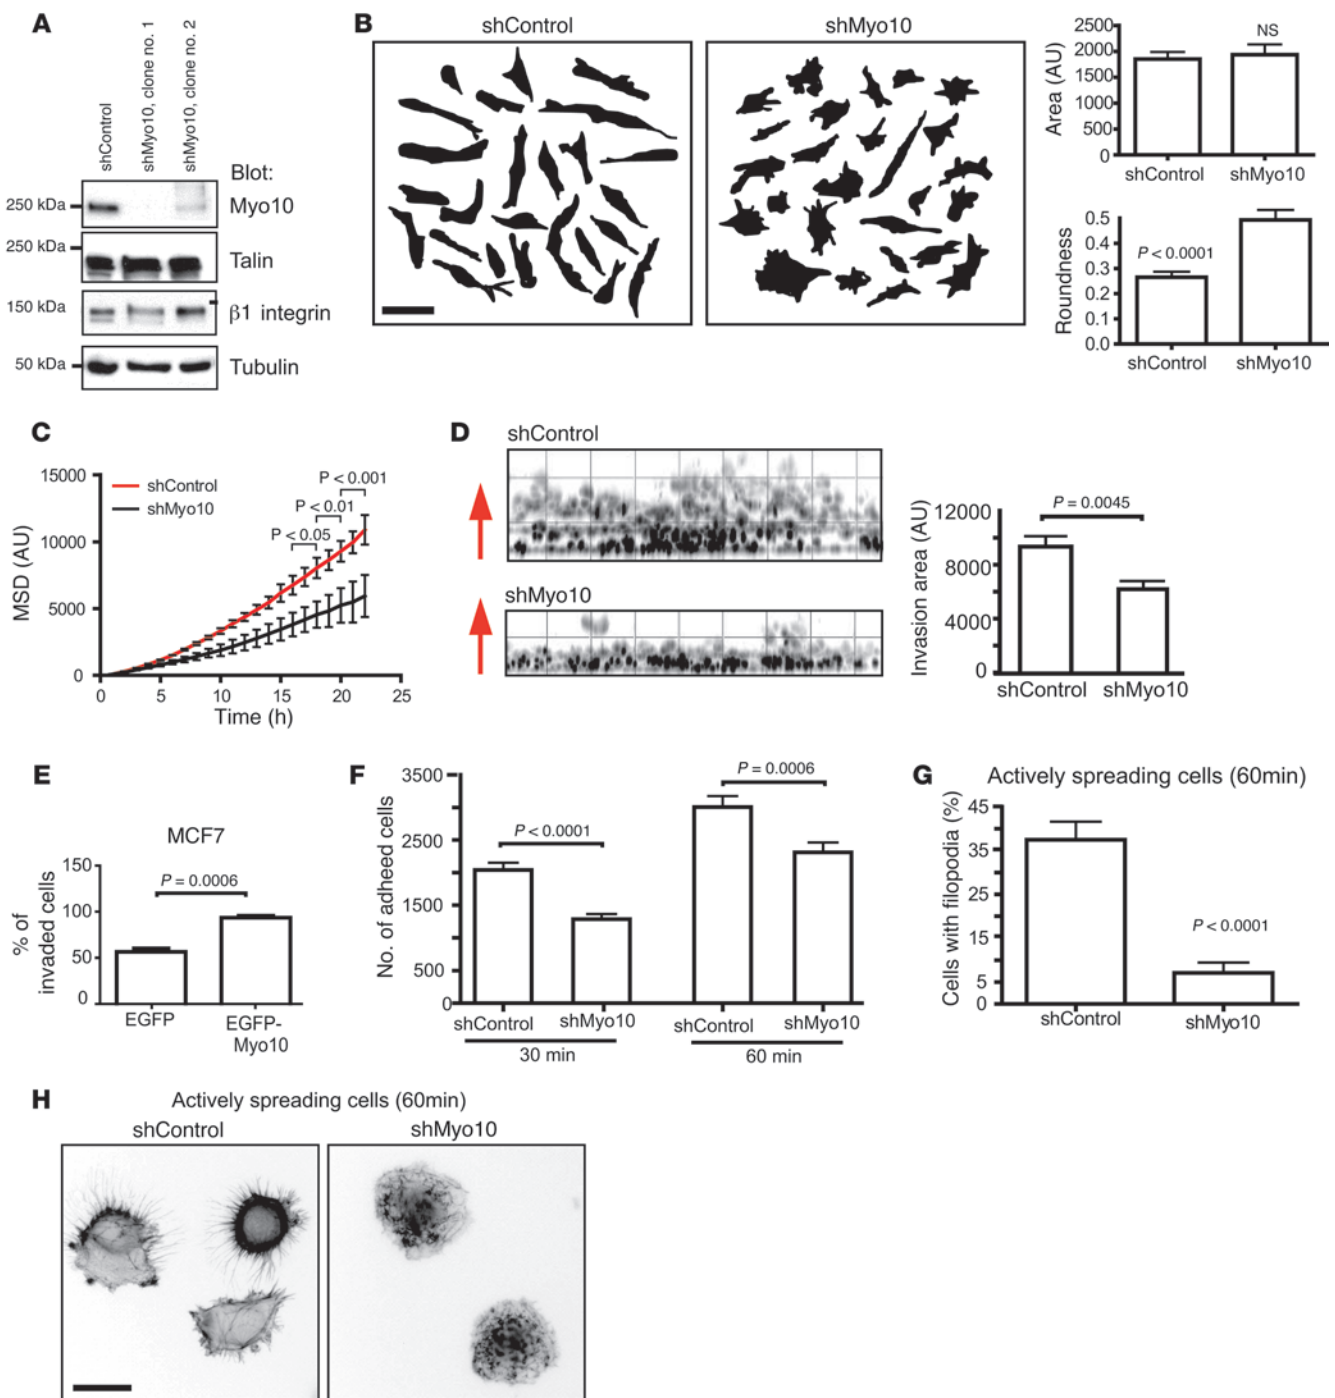 A
shControl
shMyo10, clone no. 1
shMyo10, clone no. 2
Blot:
250 kDa
Myo10
250 kDa
Talin
150 kDa
β1 integrin
50 kDa
Tubulin
B
shControl
shMyo10
Area (AU)
2500
2000
1500
1000
500
0
NS
shControl
shMyo10
Roundness
0.5
0.4
0.3
0.2
0.1
0.0
P < 0.0001
shControl
shMyo10
C
MSD (AU)
15000
10000
5000
0
shControl
shMyo10
P < 0.001
P < 0.01
P < 0.05
0 5 10 15 20 25
Time (h)
D
shControl
shMyo10
Invasion area (AU)
12000
8000
4000
0
P = 0.0045
shControl
shMyo10
E
MCF7
% of
invaded cells
150
100
50
0
P = 0.0006
EGFP
EGFP-
Myo10
F
No. of adheed cells
3500
2500
1500
500
0
P < 0.0001
P = 0.0006
shControl
shMyo10
shControl
shMyo10
30 min
60 min
G
Actively spreading cells (60min)
Cells with filopodia (%)
45
35
25
15
5
0
P < 0.0001
shControl
shMyo10
H
Actively spreading cells (60min)
shControl
shMyo10